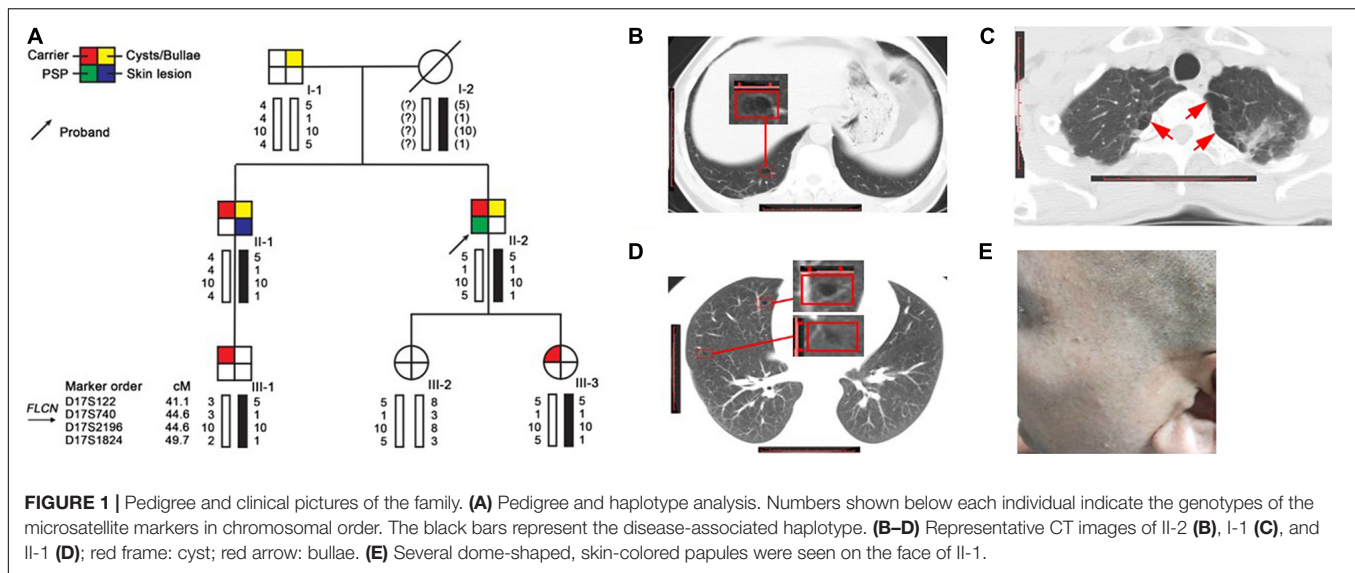 A
Carrier
Cysts/Bullae
PSP
Skin lesion
Proband
I-1
4 5
4 1
10 10
4 5
I-2
(?) (5)
(?) (1)
(?) (10)
(?) (1)
II-1
4 5
4 1
10 10
4 1
II-2
5 5
1 1
10 10
5 1
Marker order cM
FLCN
D17S122 41.1
D17S740 44.6
D17S2196 44.6
D17S1824 49.7
III-1
3 5
3 1
10 10
2 1
III-2
5 8
1 3
10 8
5 3
III-3
5 5
1 1
10 10
5 1
B
C
D
E
FIGURE 1 | Pedigree and clinical pictures of the family. (A) Pedigree and haplotype analysis. Numbers shown below each individual indicate the genotypes of the
microsatellite markers in chromosomal order. The black bars represent the disease-associated haplotype. (B–D) Representative CT images of II-2 (B), I-1 (C), and
II-1 (D); red frame: cyst; red arrow: bullae. (E) Several dome-shaped, skin-colored papules were seen on the face of II-1.